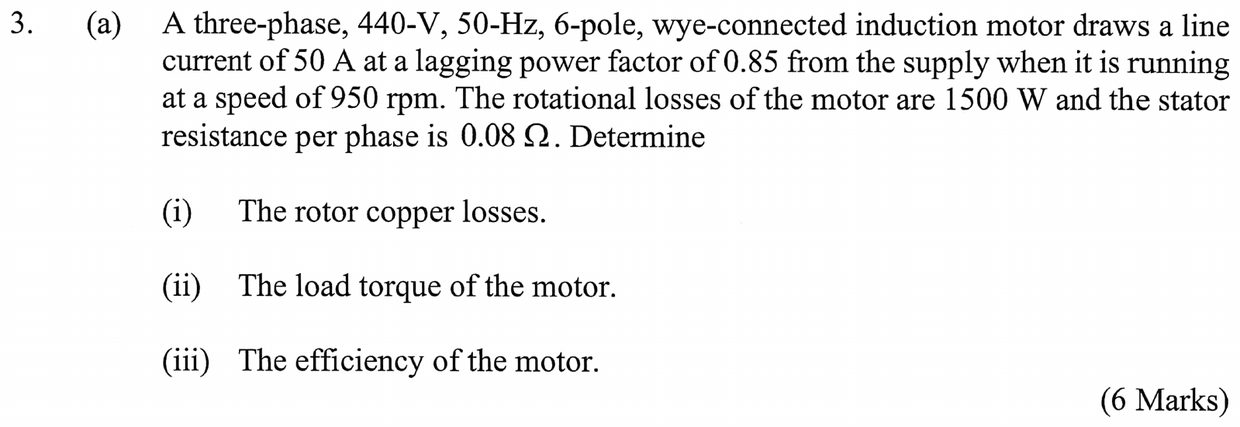 3. (a) A three-phase, 440-V, 50-Hz, 6-pole, wye-connected induction motor draws a line
current of 50 A at a lagging power factor of 0.85 from the supply when it is running
at a speed of 950 rpm. The rotational losses of the motor are 1500 W and the stator
resistance per phase is 0.08 Ω. Determine
(i) The rotor copper losses.
(ii) The load torque of the motor.
(iii) The efficiency of the motor.
(6 Marks)